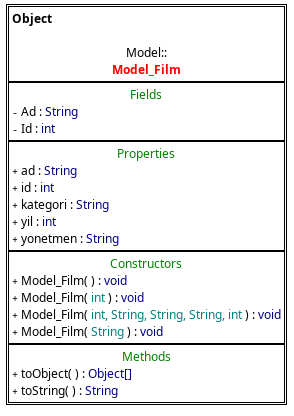 Object
Model::
Model_Film
Fields
- Ad : String
- Id : int
Properties
+ ad : String
+ id : int
+ kategori : String
+ yil : int
+ yonetmen : String
Constructors
+ Model_Film( ) : void
+ Model_Film( int ) : void
+ Model_Film( int, String, String, String, int ) : void
+ Model_Film( String ) : void
Methods
+ toObject( ) : Object[]
+ toString( ) : String